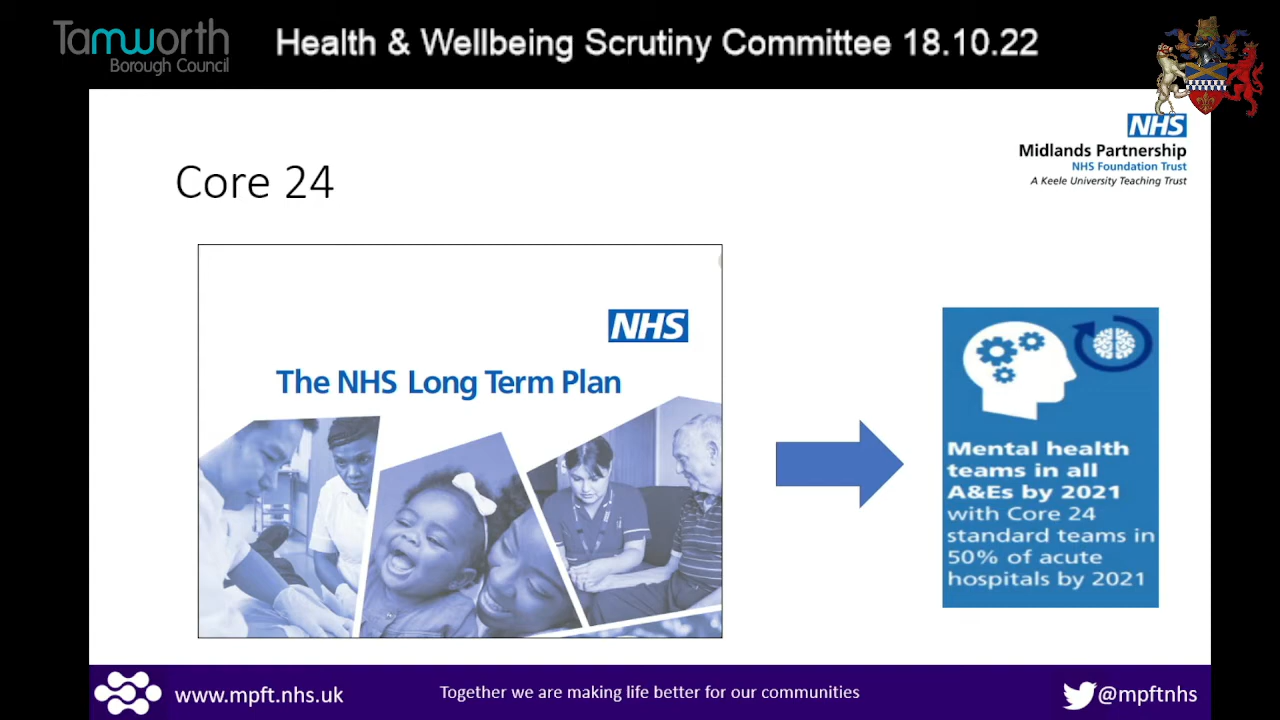 Tamworth
Borough Council
Health & Wellbeing Scrutiny Committee 18.10.22
NHS
Midlands Partnership
NHS Foundation Trust
A Keele University Teaching Trust
Core 24
NHS
The NHS Long Term Plan
Mental health
teams in all
A&Es by 2021
with Core 24
standard teams in
50% of acute
hospitals by 2021
www.mpft.nhs.uk
Together we are making life better for our communities
@mpftnhs